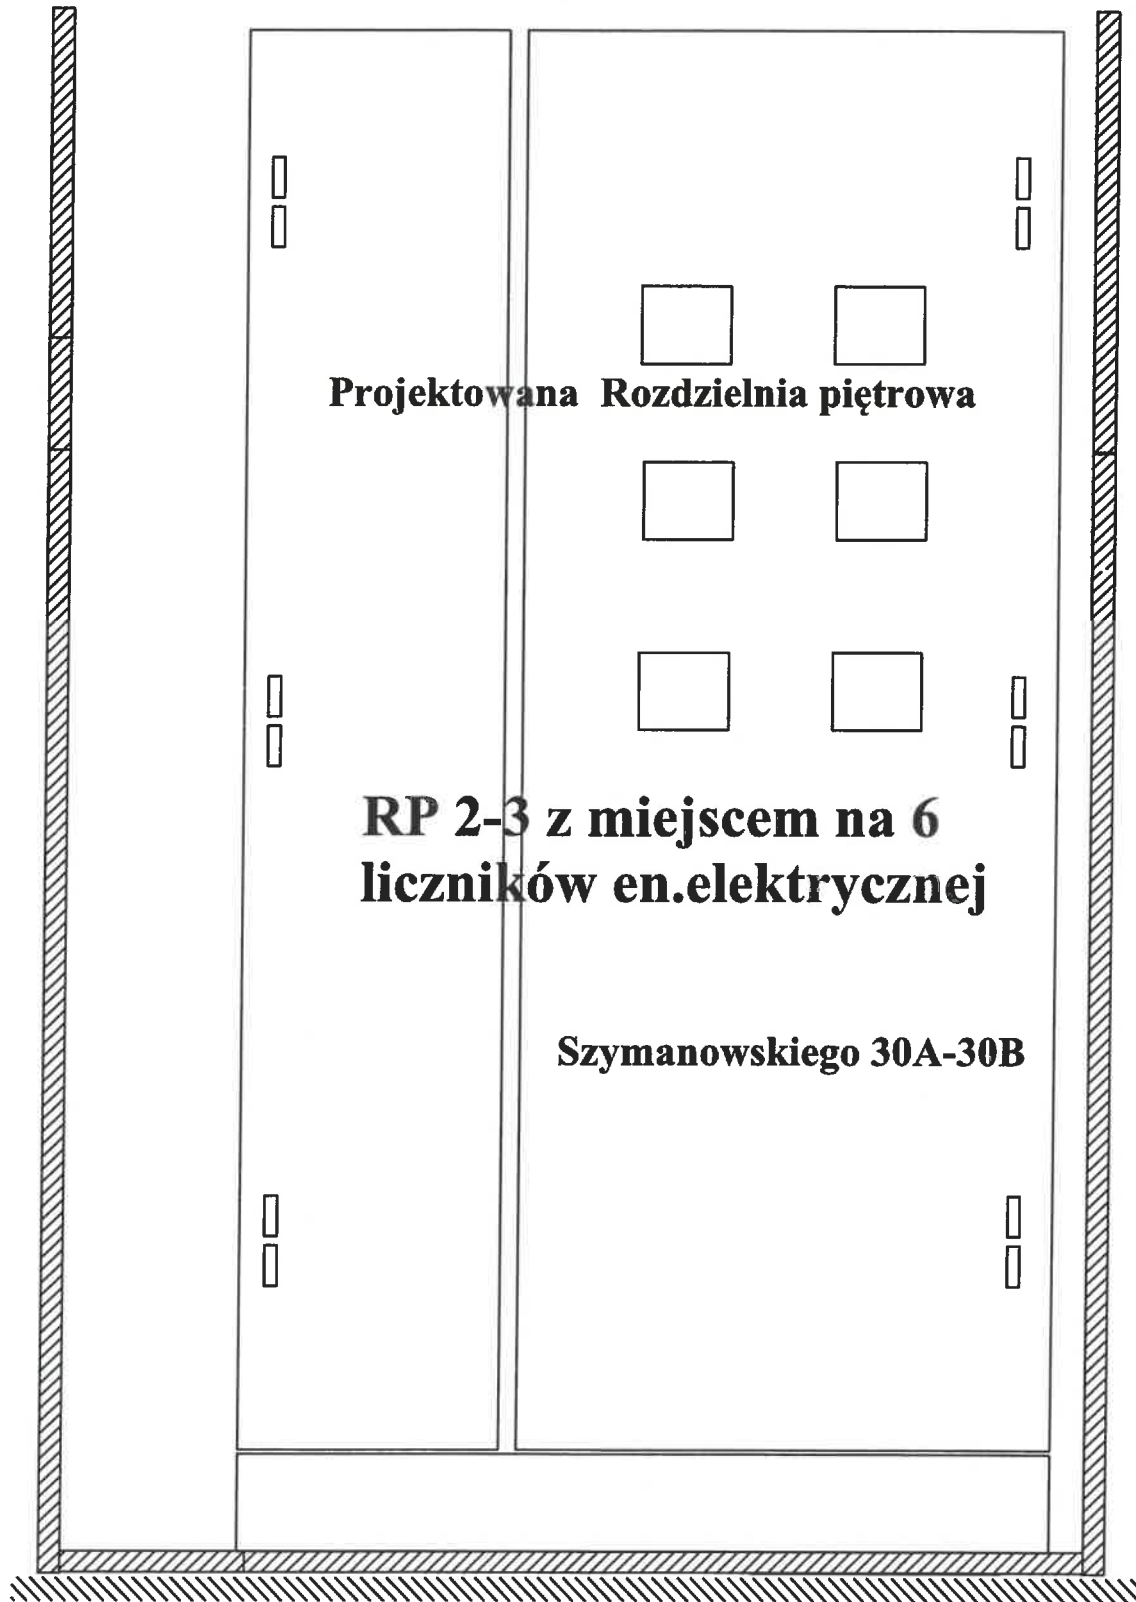 Projektowana Rozdzielnia piętrowa
RP 2-3 z miejscem na 6
liczników en.elektrycznej
Szymanowskiego 30A-30B